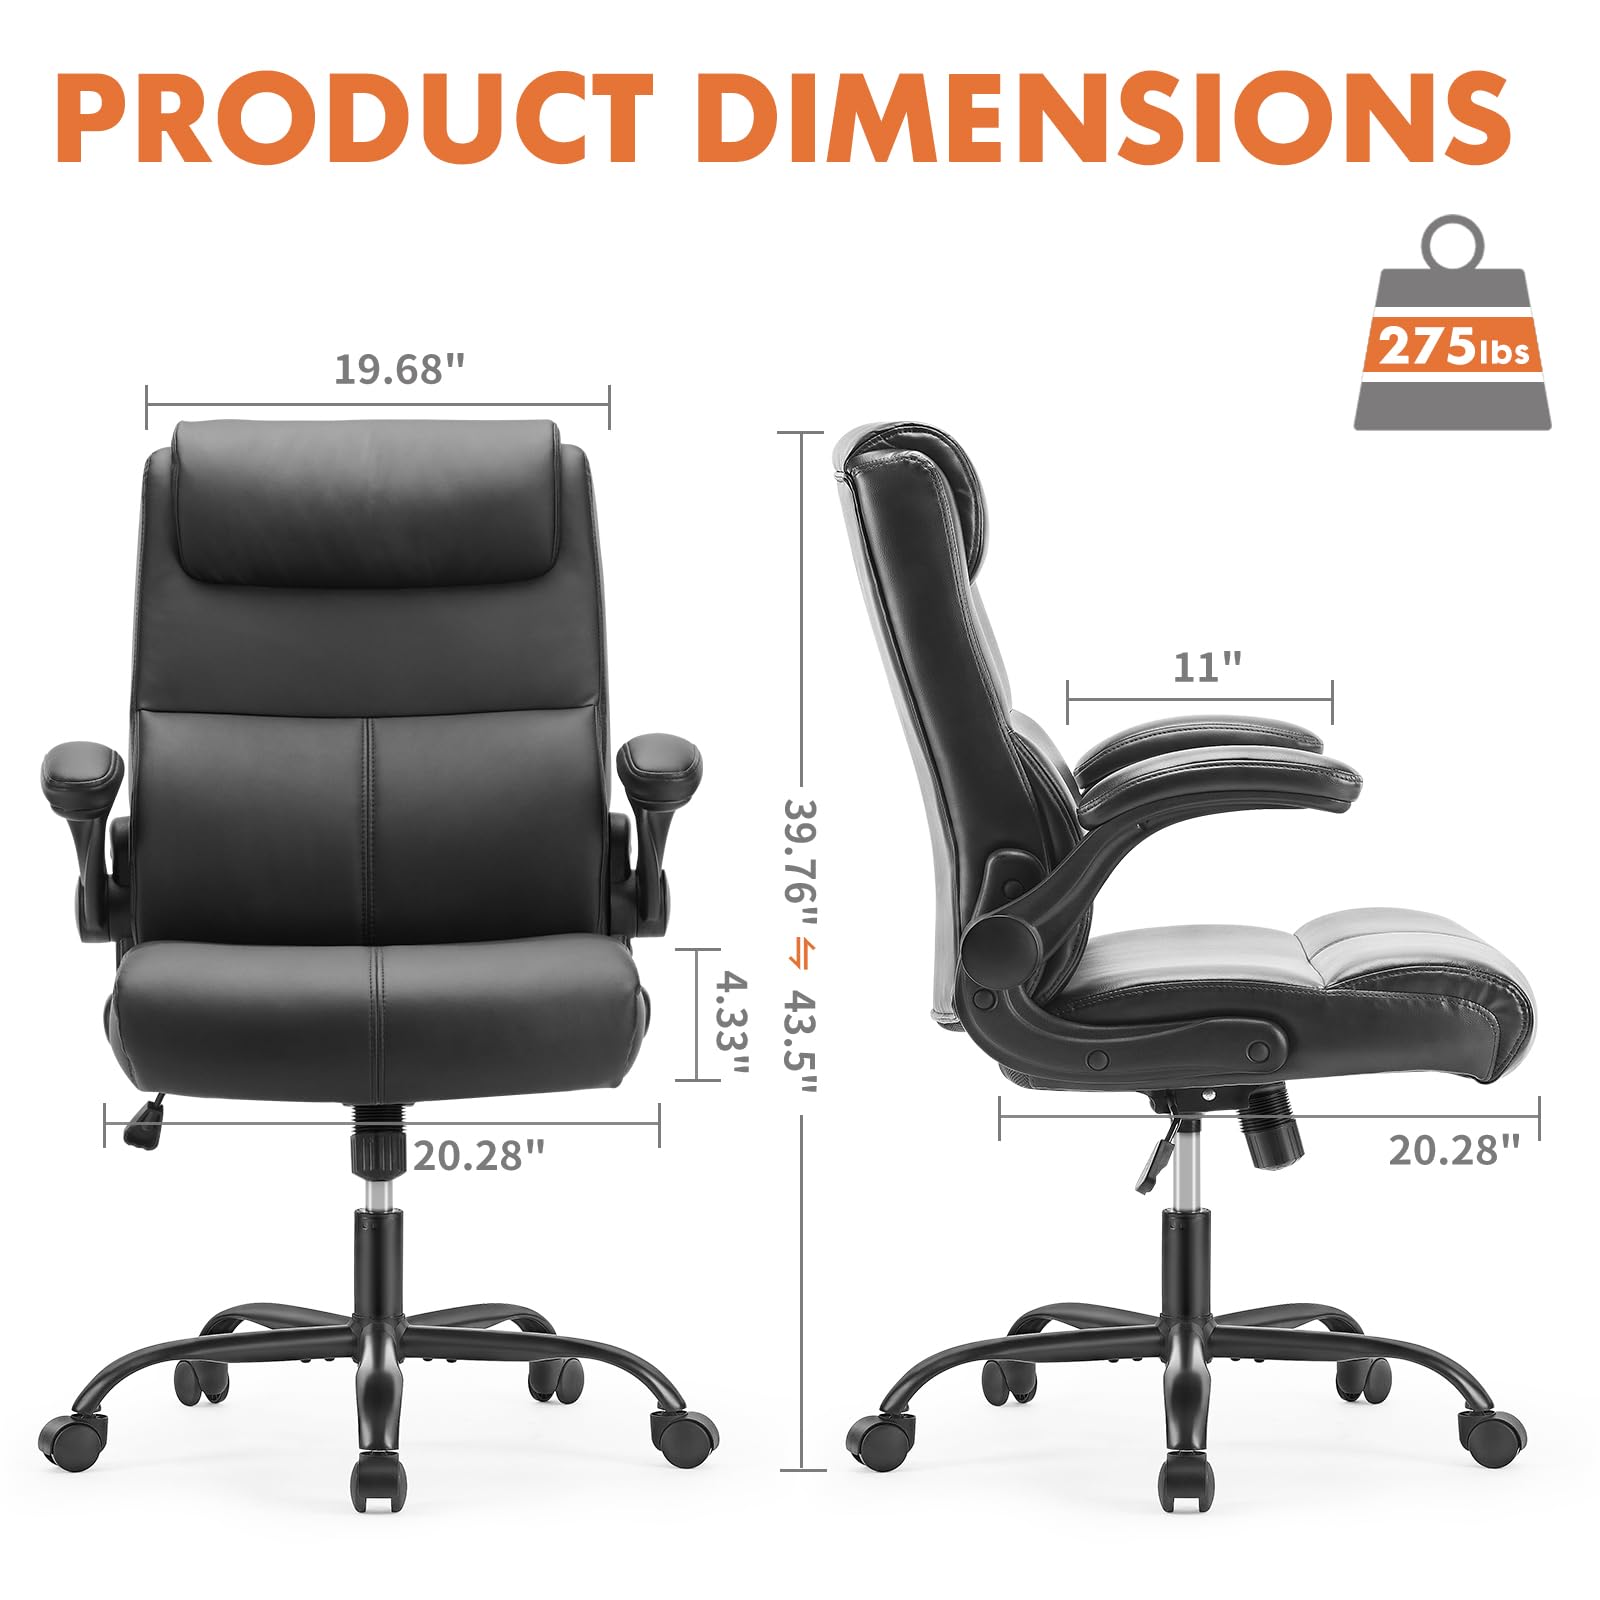 PRODUCT DIMENSIONS
275lbs
19.68"
11"
39.76" ⇋ 43.5"
4.33"
20.28"
20.28"